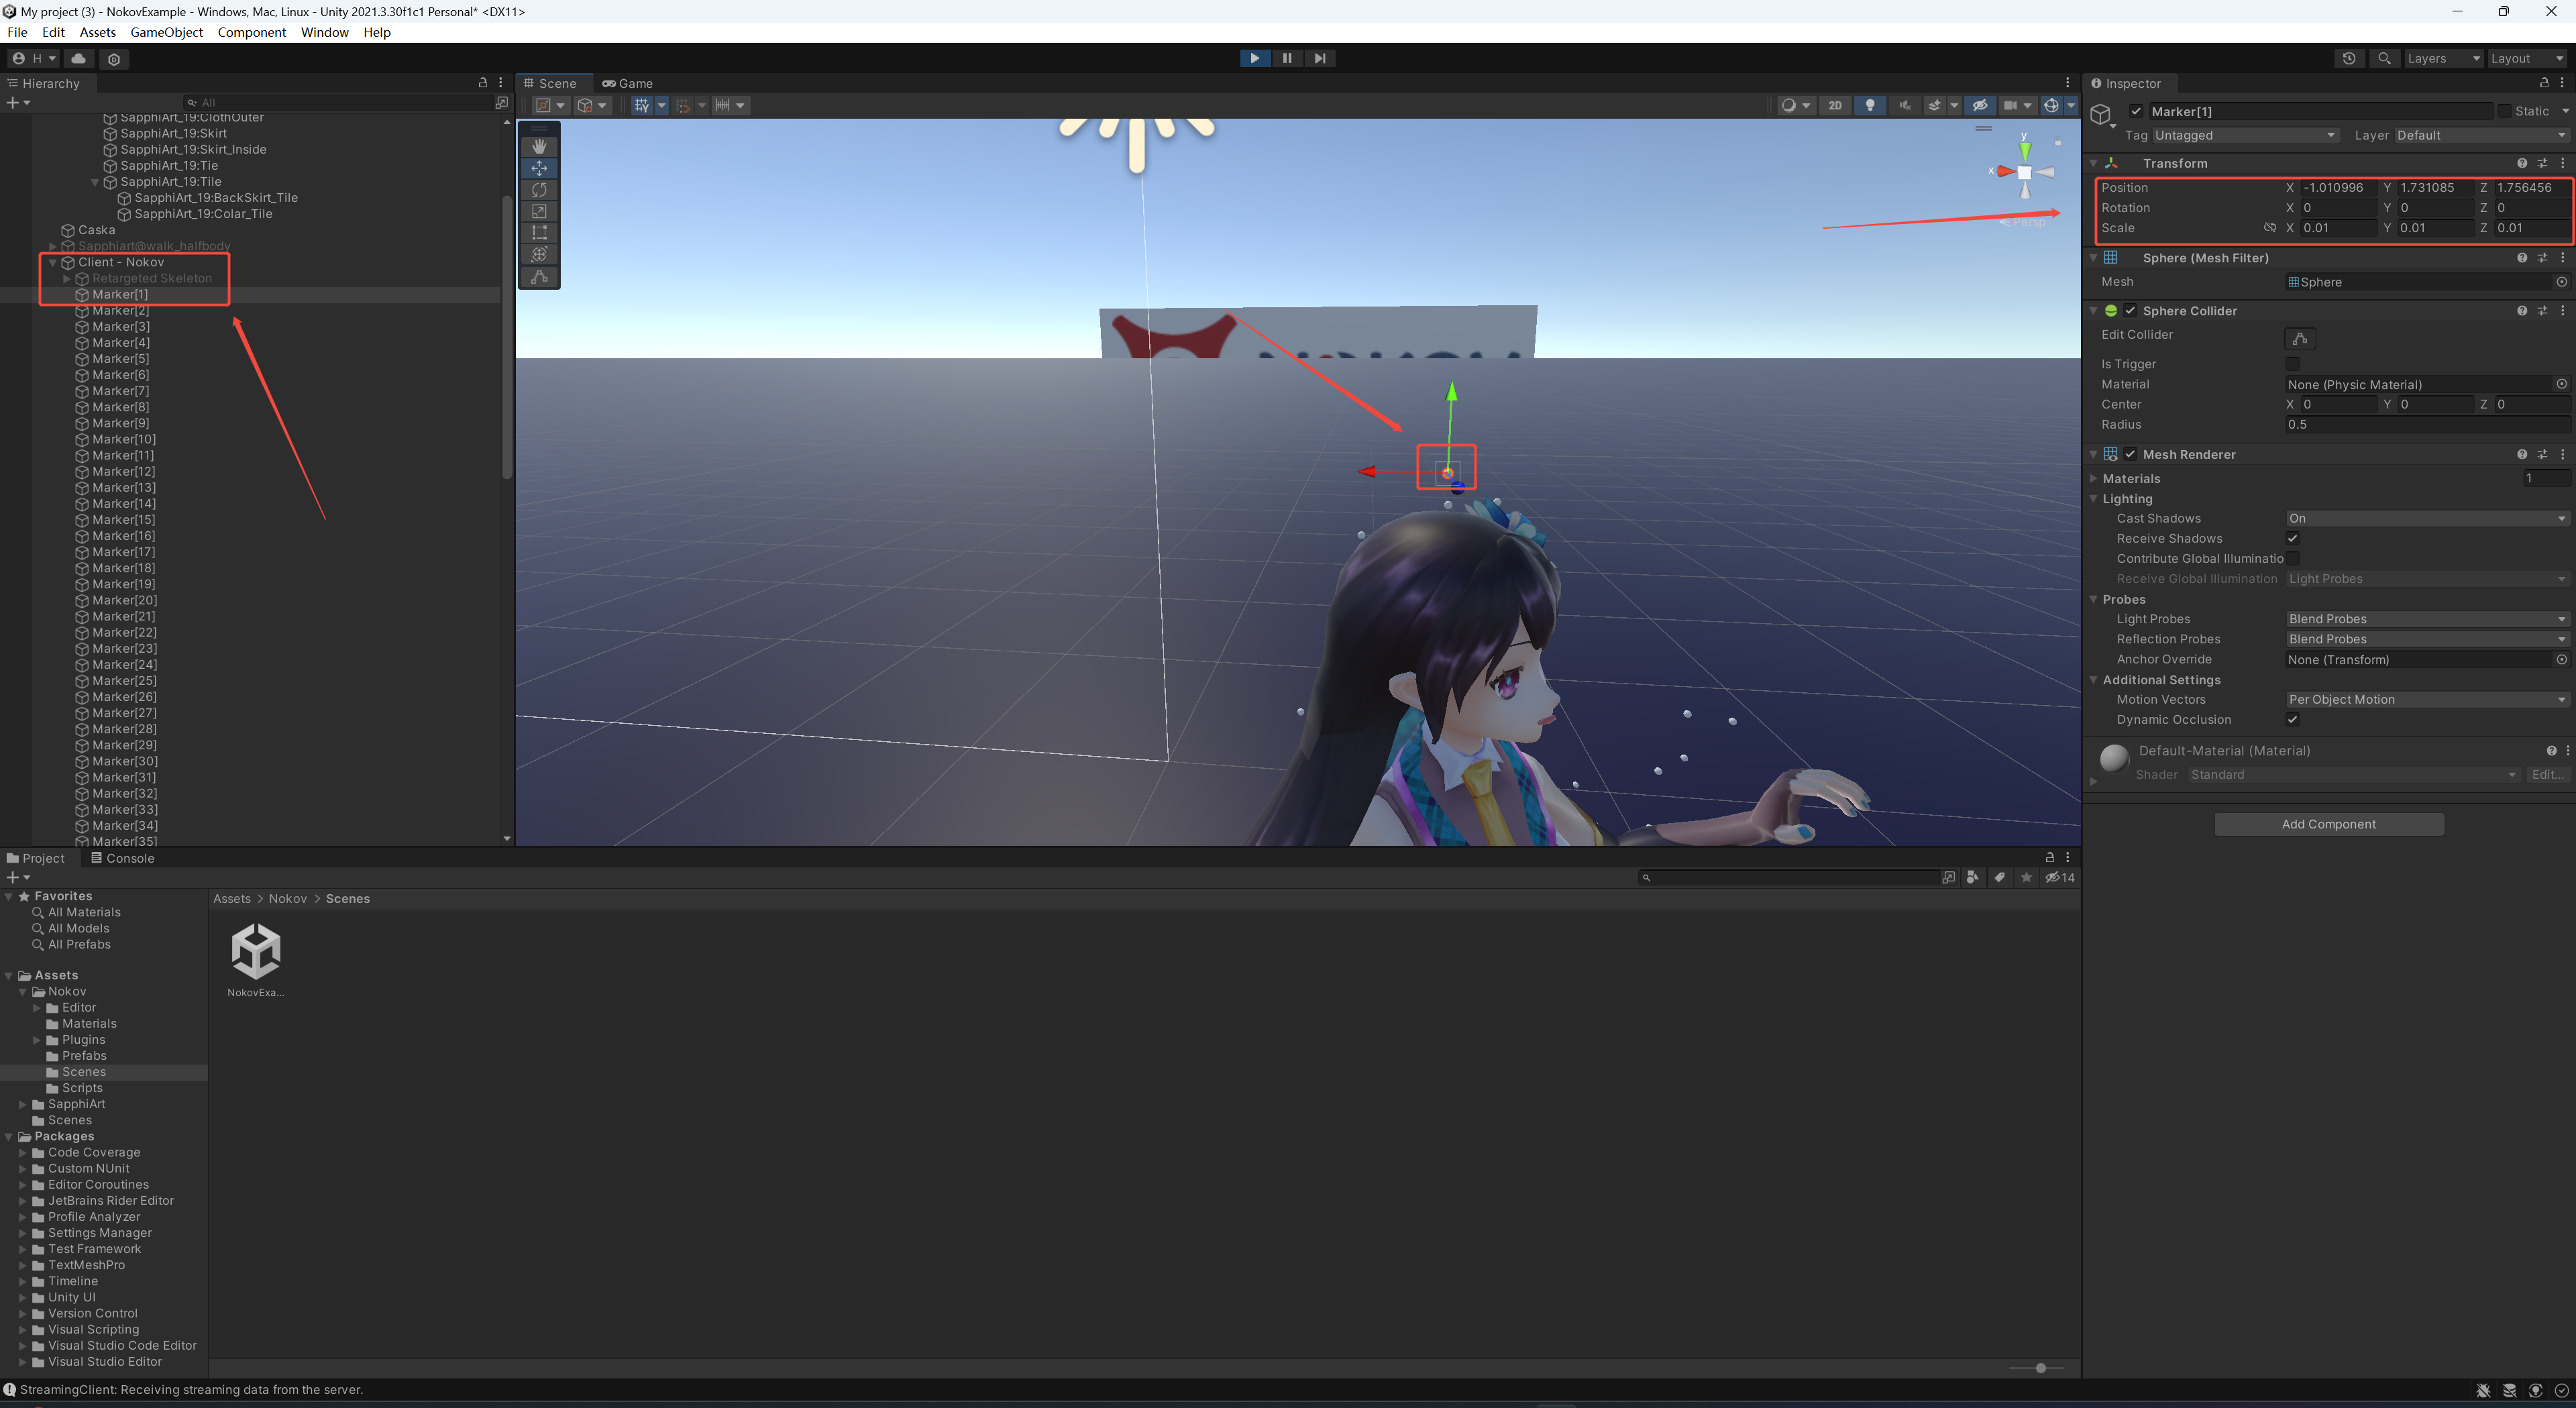 My project (3) - NokovExample - Windows, Mac, Linux - Unity 2021.3.30f1c1 Personal* <DX11>
File Edit Assets GameObject Component Window Help
H
Layers Layout
Hierarchy
All
SapphiArt_19:ClothOuter
SapphiArt_19:Skirt
SapphiArt_19:Skirt_Inside
SapphiArt_19:Tie
SapphiArt_19:Tile
SapphiArt_19:BackSkirt_Tile
SapphiArt_19:Colar_Tile
Caska
Sapphiart@walk_halfbody
Client - Nokov
Retargeted Skeleton
Marker[1]
Marker[2]
Marker[3]
Marker[4]
Marker[5]
Marker[6]
Marker[7]
Marker[8]
Marker[9]
Marker[10]
Marker[11]
Marker[12]
Marker[13]
Marker[14]
Marker[15]
Marker[16]
Marker[17]
Marker[18]
Marker[19]
Marker[20]
Marker[21]
Marker[22]
Marker[23]
Marker[24]
Marker[25]
Marker[26]
Marker[27]
Marker[28]
Marker[29]
Marker[30]
Marker[31]
Marker[32]
Marker[33]
Marker[34]
Marker[35]
Scene Game
2D
y
x
< Persp
Inspector
Marker[1] Static
Tag Untagged Layer Default
Transform
Position X -1.010996 Y 1.731085 Z 1.756456
Rotation X 0 Y 0 Z 0
Scale X 0.01 Y 0.01 Z 0.01
Sphere (Mesh Filter)
Mesh Sphere
Sphere Collider
Edit Collider
Is Trigger
Material None (Physic Material)
Center X 0 Y 0 Z 0
Radius 0.5
Mesh Renderer
Materials 1
Lighting
Cast Shadows On
Receive Shadows
Contribute Global Illuminatio
Receive Global Illumination Light Probes
Probes
Light Probes Blend Probes
Reflection Probes Blend Probes
Anchor Override None (Transform)
Additional Settings
Motion Vectors Per Object Motion
Dynamic Occlusion
Default-Material (Material)
Shader Standard Edit...
Add Component
Project Console
14
Favorites
All Materials
All Models
All Prefabs
Assets
Nokov
Editor
Materials
Plugins
Prefabs
Scenes
Scripts
SapphiArt
Scenes
Packages
Code Coverage
Custom NUnit
Editor Coroutines
JetBrains Rider Editor
Profile Analyzer
Settings Manager
Test Framework
TextMeshPro
Timeline
Unity UI
Version Control
Visual Scripting
Visual Studio Code Editor
Visual Studio Editor
Assets > Nokov > Scenes
NokovExa...
StreamingClient: Receiving streaming data from the server.